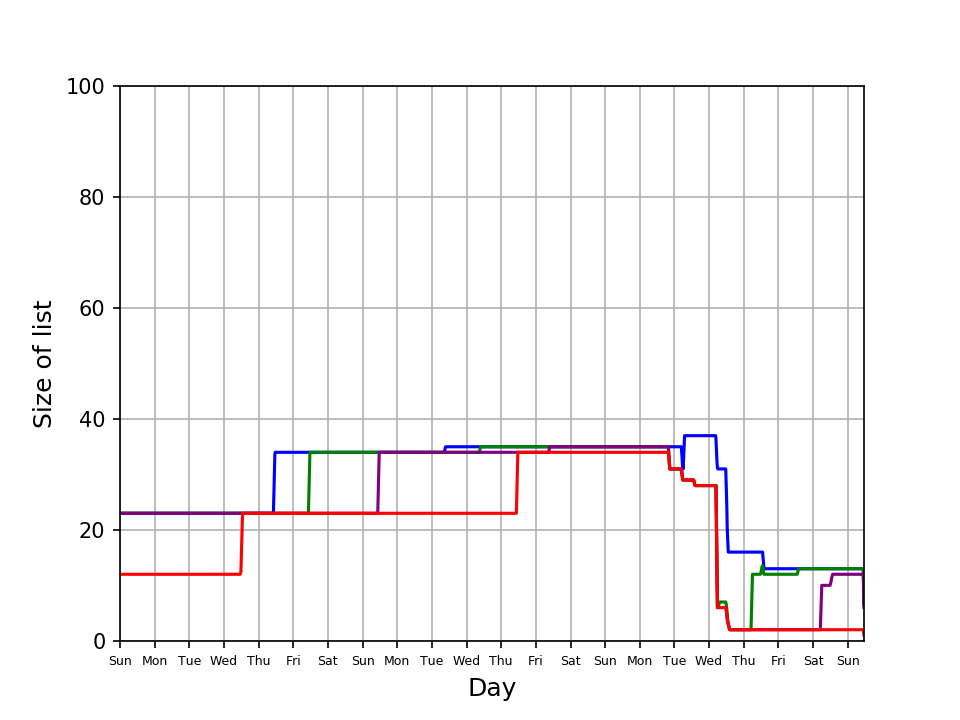 100
80
60
40
20
0
Size of list
Sun Mon Tue Wed Thu Fri Sat Sun Mon Tue Wed Thu Fri Sat Sun Mon Tue Wed Thu Fri Sat Sun
Day